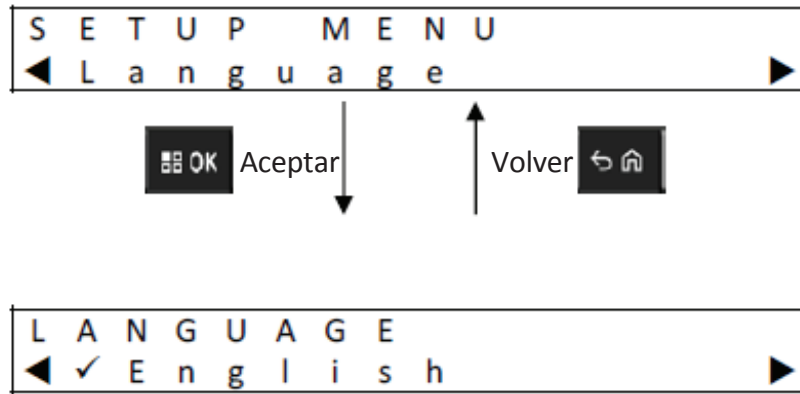 SETUP MENU
◀ Language ▶
OK Aceptar Volver
LANGUAGE
◀ ✓ English ▶